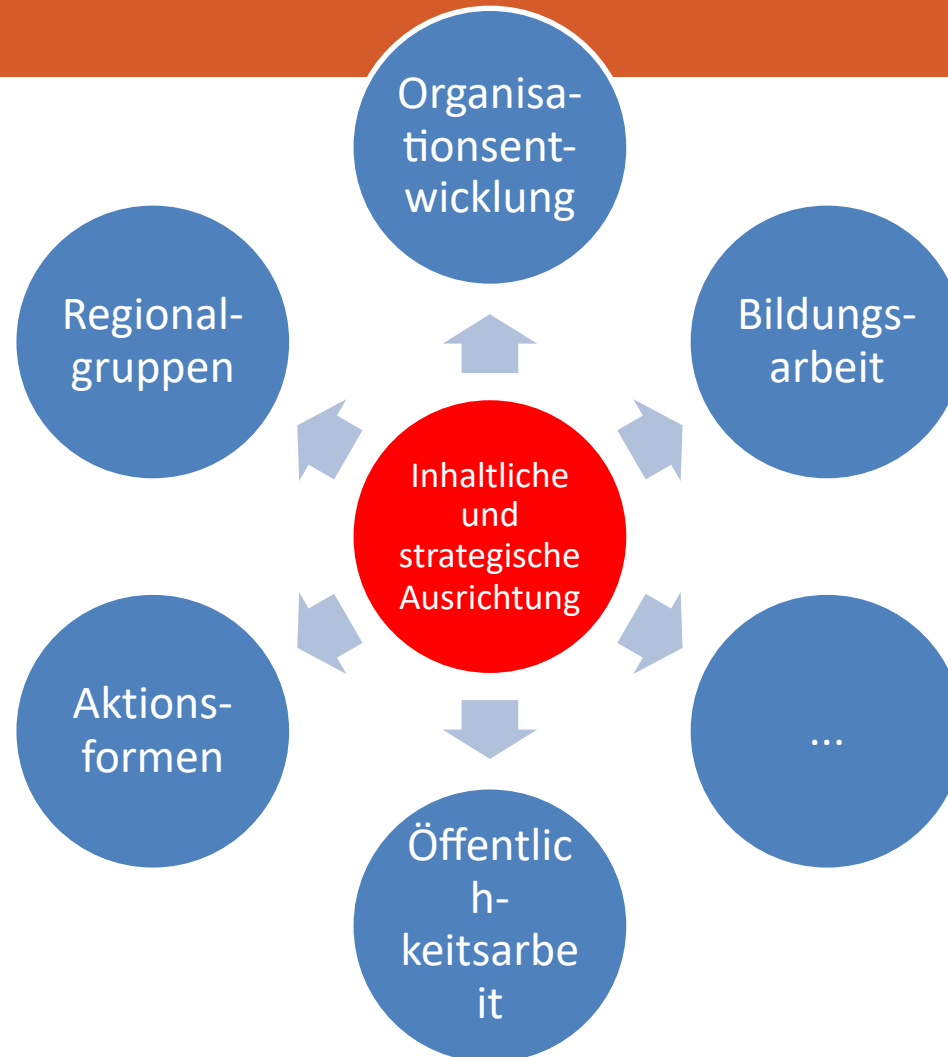 Organisa-
tionsent-
wicklung
Regional-
gruppen
Bildungs-
arbeit
Inhaltliche
und
strategische
Ausrichtung
Aktions-
formen
...
Öffentlic
h-
keitsarbe
it